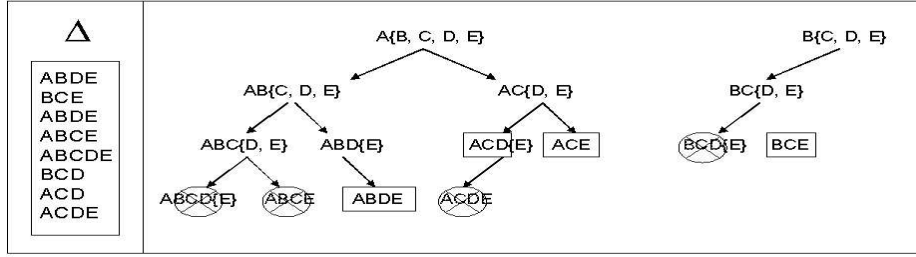 Δ
ABDE
BCE
ABDE
ABCE
ABCDE
BCD
ACD
ACDE
A{B, C, D, E}
B{C, D, E}
AB{C, D, E}
AC{D, E}
BC{D, E}
ABC{D, E}
ABD{E}
ACD{E}
ACE
BCD{E}
BCE
ABCD{E}
ABCE
ABDE
ACDE